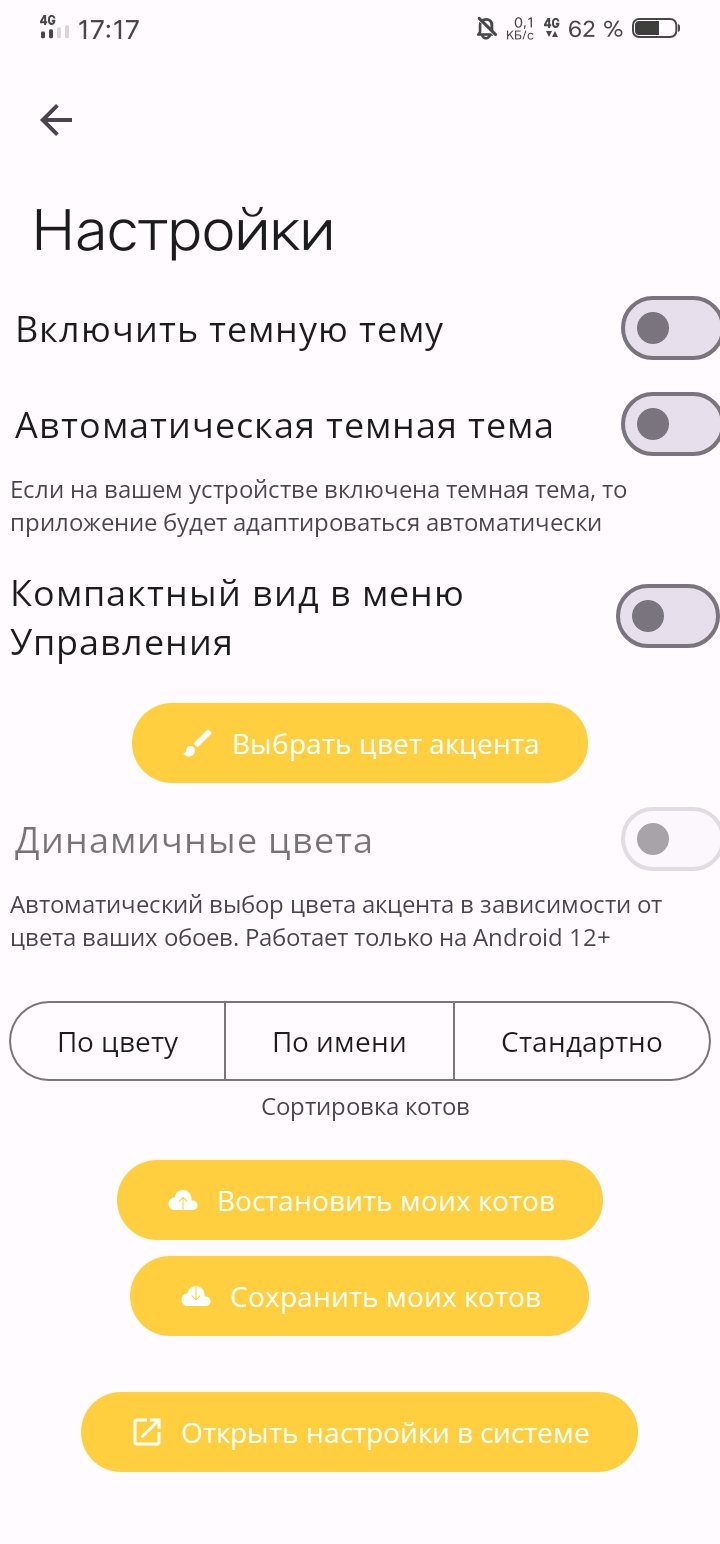 4G 17:17 0,1 КБ/с 4G 62 %
Настройки
Включить темную тему
Автоматическая темная тема
Если на вашем устройстве включена темная тема, то
приложение будет адаптироваться автоматически
Компактный вид в меню
Управления
Выбрать цвет акцента
Динамичные цвета
Автоматический выбор цвета акцента в зависимости от
цвета ваших обоев. Работает только на Android 12+
По цвету По имени Стандартно
Сортировка котов
Востановить моих котов
Сохранить моих котов
Открыть настройки в системе